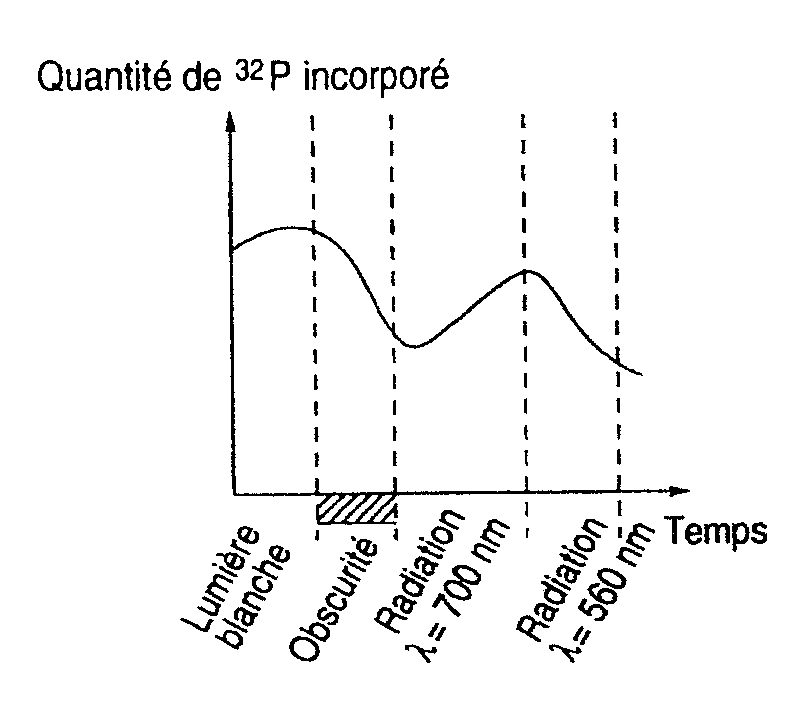 Quantité de ³²P incorporé
Temps
Lumière
blanche
Obscurité
Radiation
λ = 700 nm
Radiation
λ = 560 nm